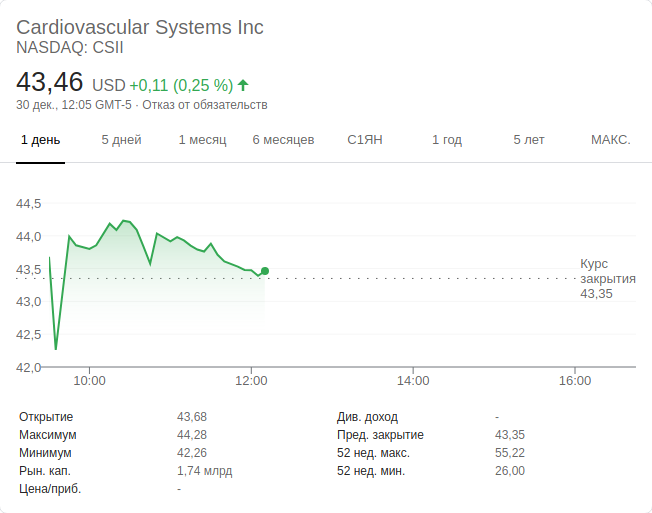 Cardiovascular Systems Inc
NASDAQ: CSII
43,46 USD +0,11 (0,25 %)
30 дек., 12:05 GMT-5 · Отказ от обязательств
1 день 5 дней 1 месяц 6 месяцев С1ЯН 1 год 5 лет МАКС.
44,5
44,0
43,5
43,0
42,5
42,0
Курс
закрытия
43,35
10:00 12:00 14:00 16:00
Открытие 43,68 Див. доход -
Максимум 44,28 Пред. закрытие 43,35
Минимум 42,26 52 нед. макс. 55,22
Рын. кап. 1,74 млрд 52 нед. мин. 26,00
Цена/приб. -